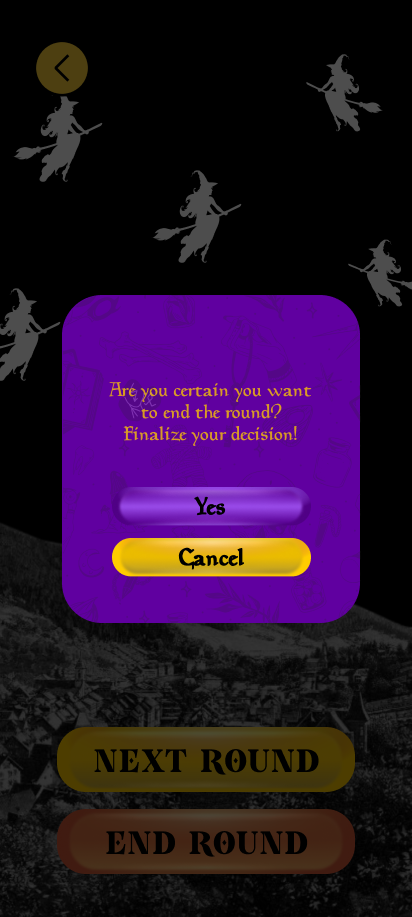 Are you certain you want
to end the round?
Finalize your decision!
Yes
Cancel
NEXT ROUND
END ROUND